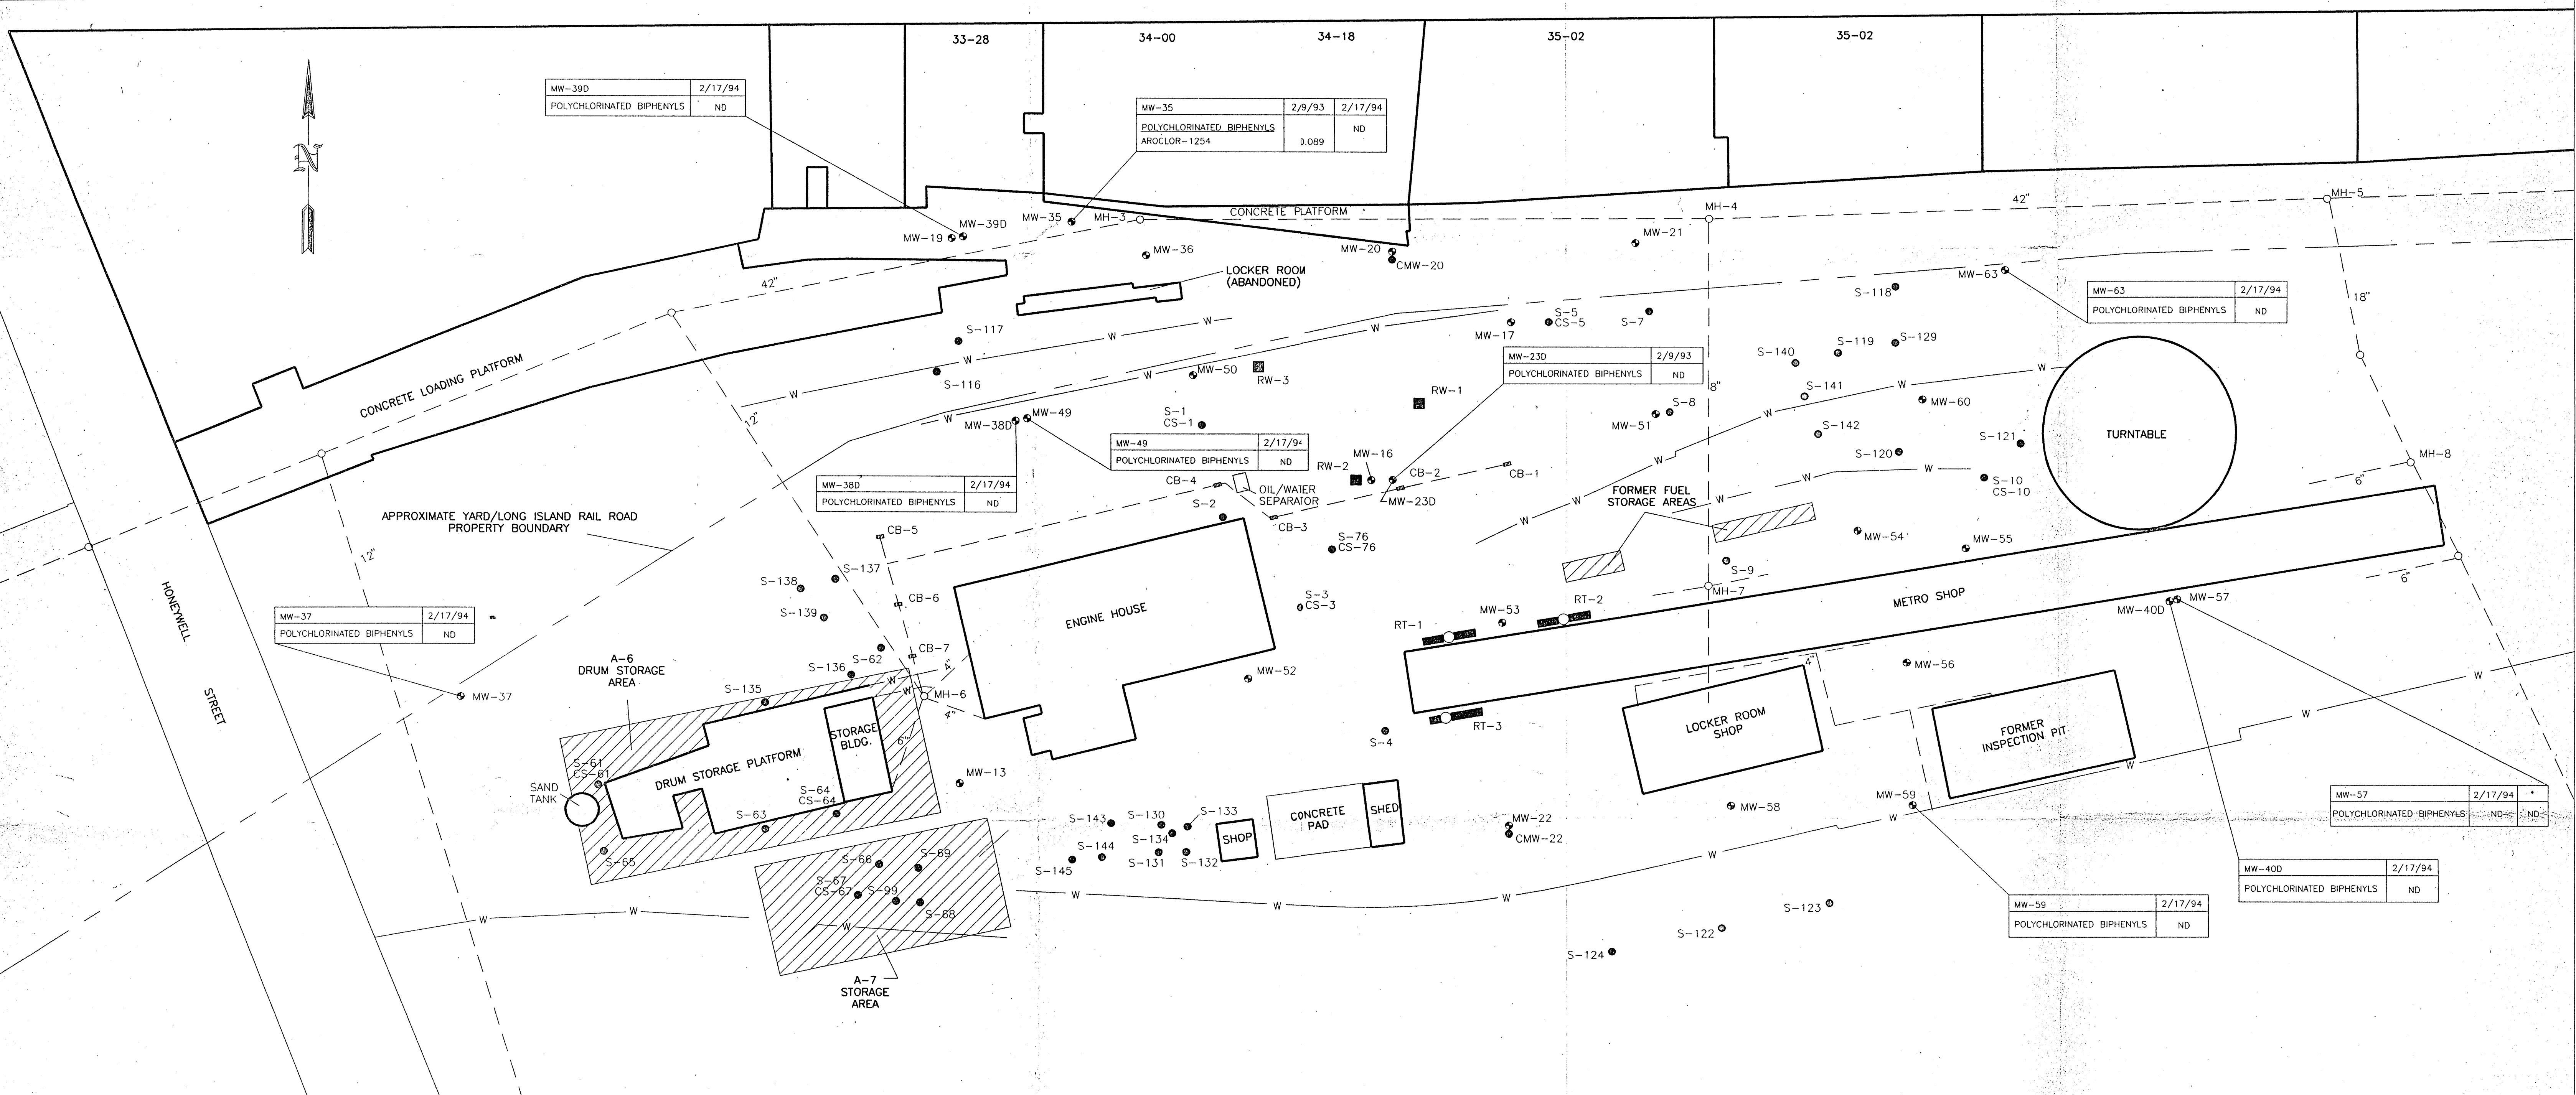 33-28
34-00
34-18
35-02
35-02
N
MW-39D 2/17/94
POLYCHLORINATED BIPHENYLS ND
MW-35 2/9/93 2/17/94
POLYCHLORINATED BIPHENYLS ND
AROCLOR-1254 0.089
MH-5
42"
MW-39D
MW-19
MW-35
MH-3
CONCRETE PLATFORM
MH-4
MW-36
MW-20
CMW-20
MW-21
LOCKER ROOM
(ABANDONED)
42"
MW-63
S-118
MW-63 2/17/94
POLYCHLORINATED BIPHENYLS ND
18"
S-117
W
W
W
S-5
CS-5
S-7
MW-17
S-116
W
W
W
MW-50
RW-3
RW-1
MW-23D 2/9/93
POLYCHLORINATED BIPHENYLS ND
S-140
S-119
S-129
W
S-141
W
W
MW-60
8"
S-8
MW-51
CONCRETE LOADING PLATFORM
12"
MW-38D
MW-49
S-1
CS-1
MW-49 2/17/94
POLYCHLORINATED BIPHENYLS ND
S-142
S-121
TURNTABLE
S-120
W
W
W
W
S-10
CS-10
MH-8
6"
MW-38D 2/17/94
POLYCHLORINATED BIPHENYLS ND
RW-2
MW-16
CB-2
CB-1
MW-23D
CB-4
OIL/WATER
SEPARATOR
S-2
CB-3
FORMER FUEL
STORAGE AREAS
APPROXIMATE YARD/LONG ISLAND RAIL ROAD
PROPERTY BOUNDARY
CB-5
S-76
CS-76
MW-54
MW-55
12"
S-137
S-138
S-139
CB-6
S-9
MH-7
6"
HONEYWELL
STREET
MW-37 2/17/94
POLYCHLORINATED BIPHENYLS ND
ENGINE HOUSE
S-3
CS-3
METRO SHOP
MW-40D
MW-57
RT-1
MW-53
RT-2
A-6
DRUM STORAGE
AREA
S-62
CB-7
S-136
4"
MW-52
4"
MW-56
MW-37
S-135
W
W
MH-6
4"
W
W
STORAGE
BLDG.
6"
S-4
RT-3
LOCKER ROOM
SHOP
FORMER
INSPECTION PIT
W
S-61
CS-61
DRUM STORAGE PLATFORM
SAND
TANK
MW-13
S-64
CS-64
S-63
S-65
CONCRETE
PAD
SHED
MW-58
MW-59
W
MW-57 2/17/94 *
POLYCHLORINATED BIPHENYLS ND ND
S-143
S-130
S-133
S-134
SHOP
MW-22
CMW-22
S-144
S-145
S-131
S-132
W
S-66
S-69
S-67
CS-67
S-99
S-68
W
W
W
W
W
W
MW-40D 2/17/94
POLYCHLORINATED BIPHENYLS ND
MW-59 2/17/94
POLYCHLORINATED BIPHENYLS ND
S-123
S-122
S-124
A-7
STORAGE
AREA